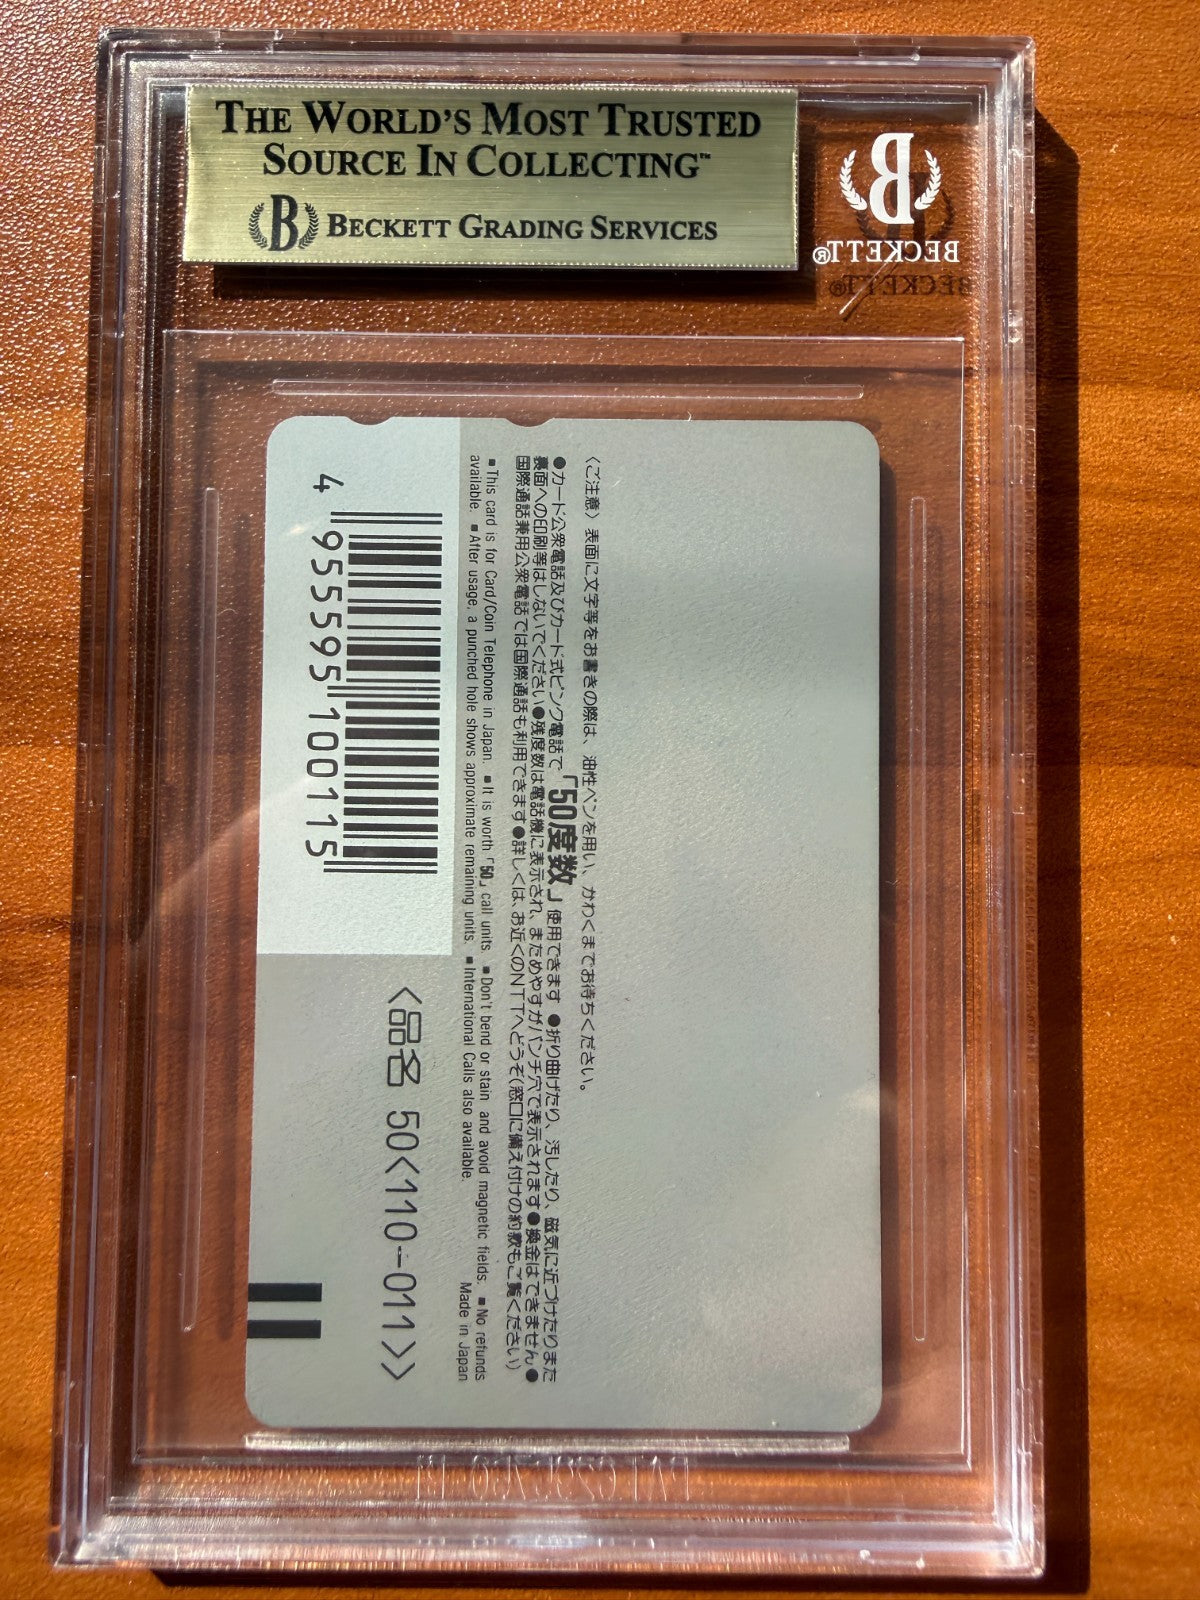 THE WORLD'S MOST TRUSTED
SOURCE IN COLLECTING™
B BECKETT GRADING SERVICES
B
BECKETT®
〈ご注意〉表面に文字等をお書きの際は、油性ペンを用い、かわくまでお待ちください。
●カード公衆電話及びカード式ピンク電話で「50度数」使用できます ●折り曲げたり、汚したり、磁気に近づけたりまた
裏面への印刷等はしないでください●残度数は電話機に表示され、まためやすがパンチ穴で表示されます●換金はできません●
国際通話兼用公衆電話では国際通話も利用できます●詳しくは、お近くのNTTへどうぞ(窓口に備え付けの約款もご覧ください)
■This card is for Card/Coin Telephone in Japan. ■It is worth「50」call units. ■Don't bend or stain and avoid magnetic fields. ■No refunds
available. ■After usage, a punched hole shows approximate remaining units. ■International Calls also available. Made in Japan
4 955595 100115
〈品名 50〈110-011〉〉